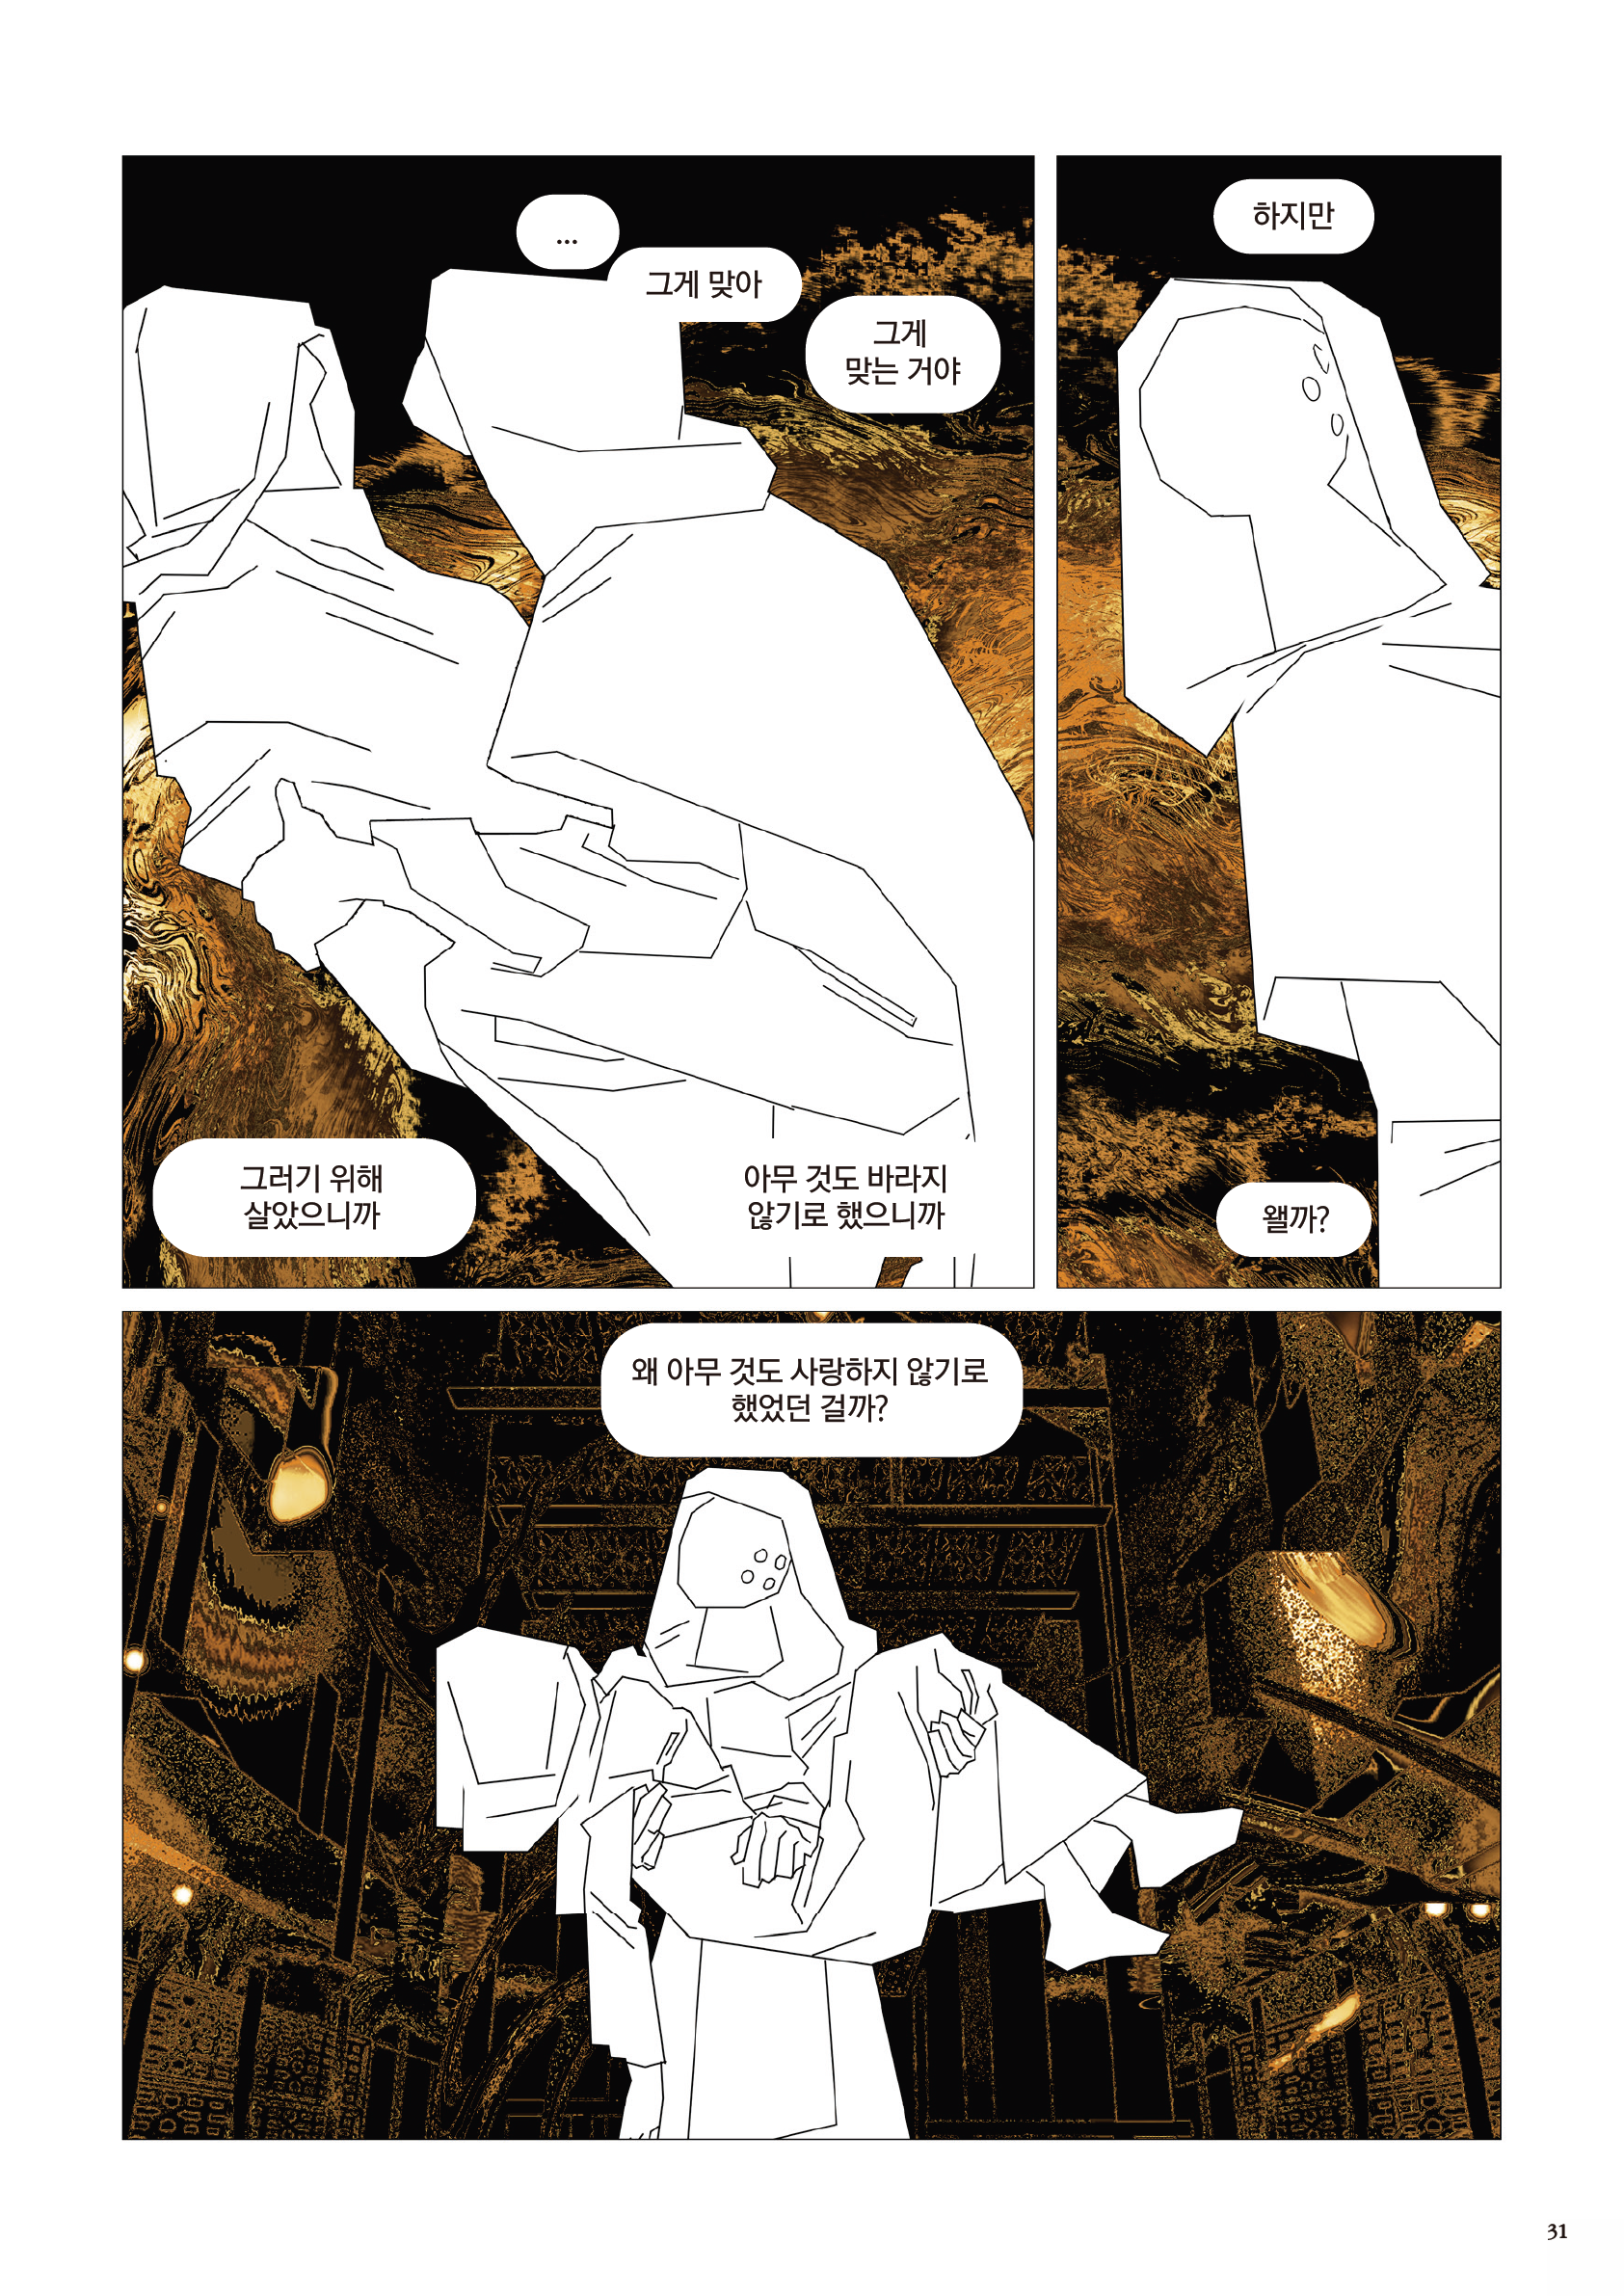 ...
그게 맞아
그게
맞는 거야
그러기 위해
살았으니까
아무 것도 바라지
않기로 했으니까
하지만
왤까?
왜 아무 것도 사랑하지 않기로
했었던 걸까?
31